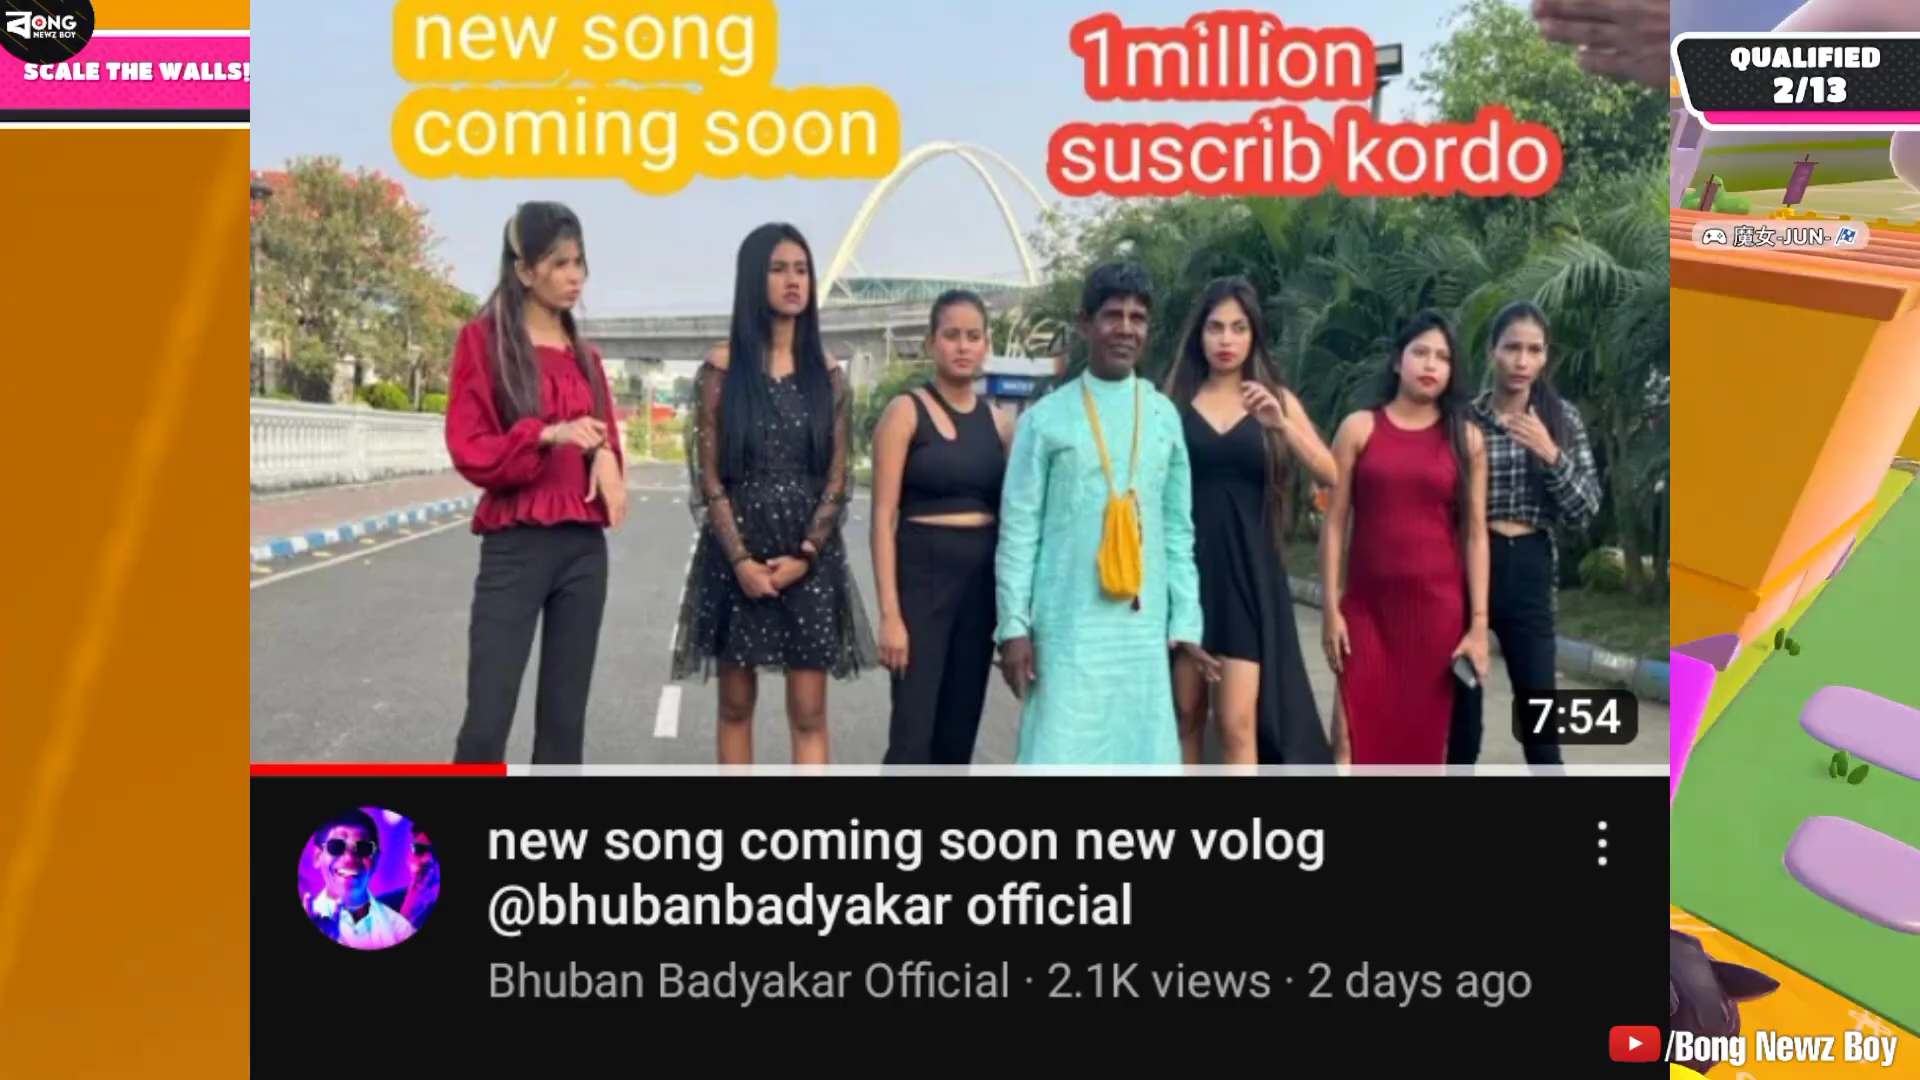 BONG
NEWZ BOY
SCALE THE WALLS!
new song
coming soon
1million
suscrib kordo
QUALIFIED
2/13
魔女-JUN-
7:54
new song coming soon new volog
@bhubanbadyakar official
Bhuban Badyakar Official · 2.1K views · 2 days ago
/Bong Newz Boy